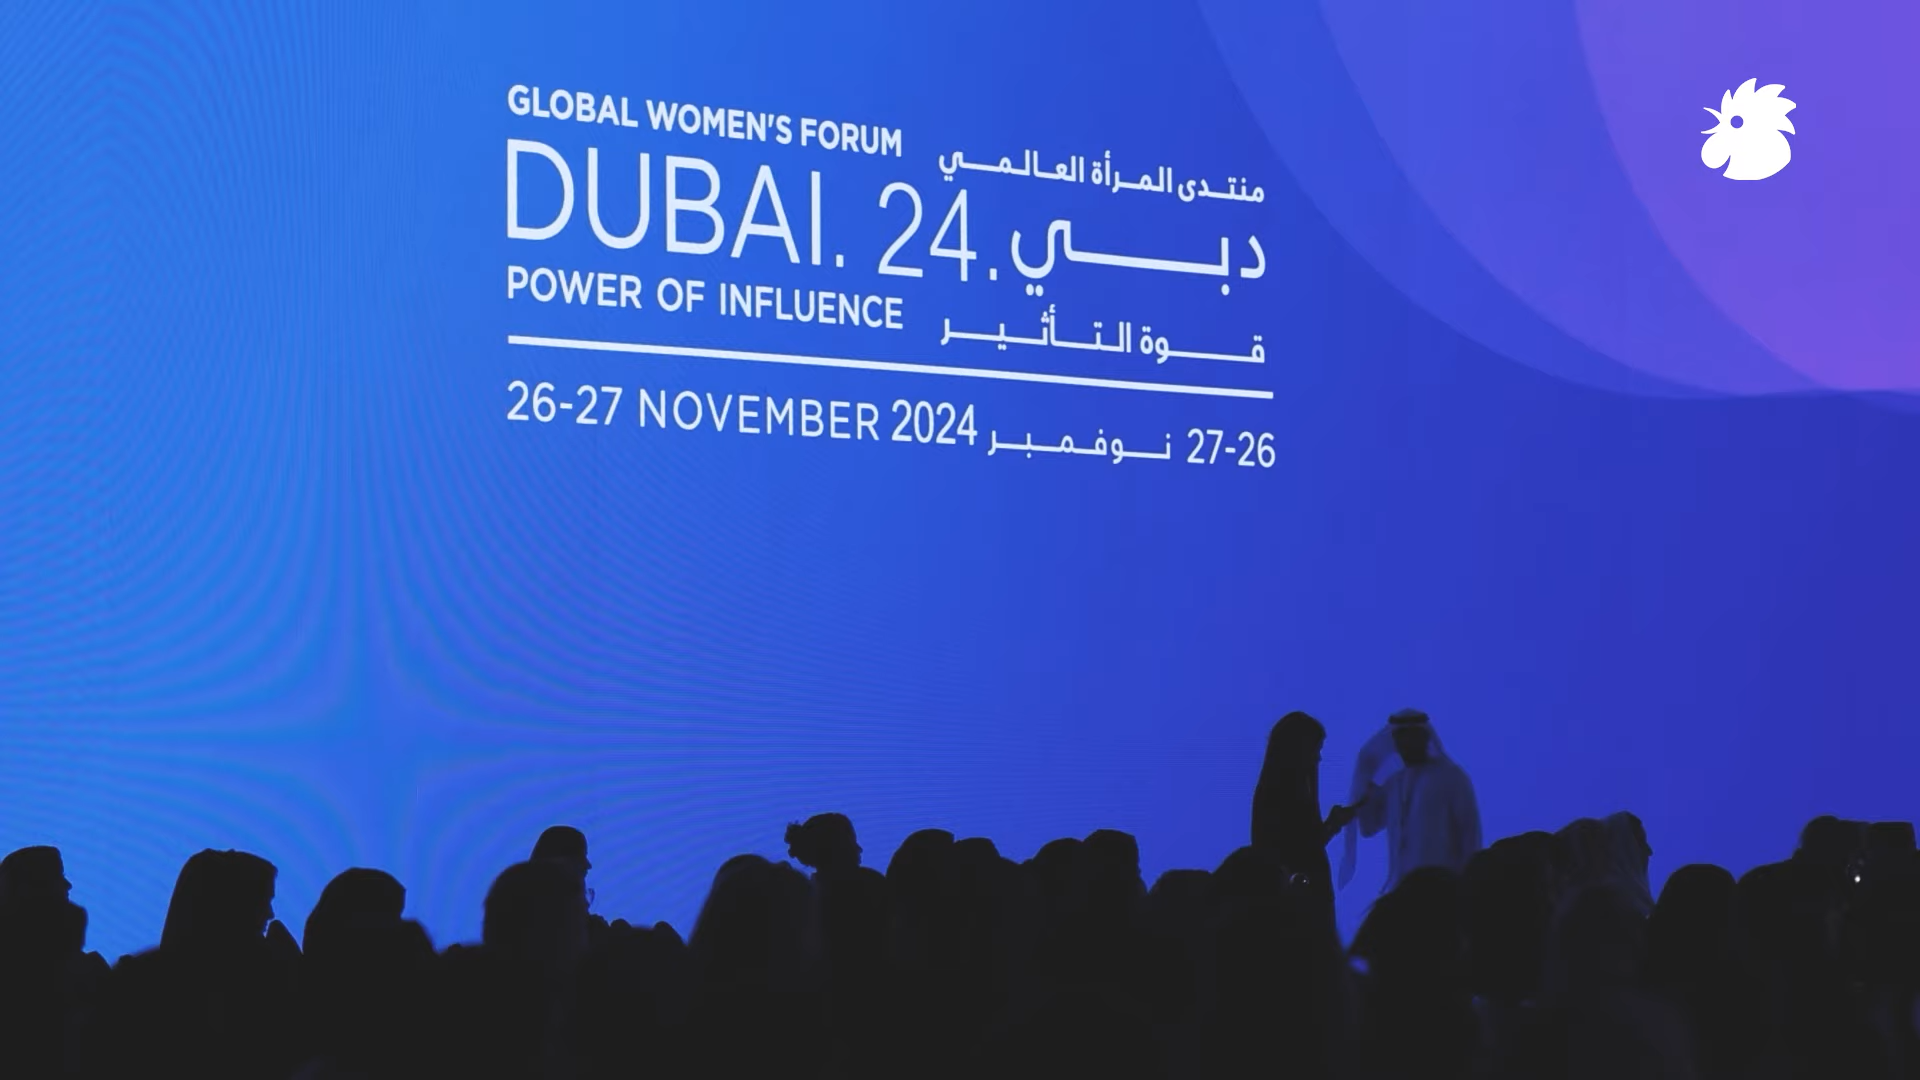 GLOBAL WOMEN'S FORUM
منتدى المرأة العالمي
DUBAI. 24. دبي
POWER OF INFLUENCE
قوة التأثير
26-27 NOVEMBER 2024 نوفمبر 27-26